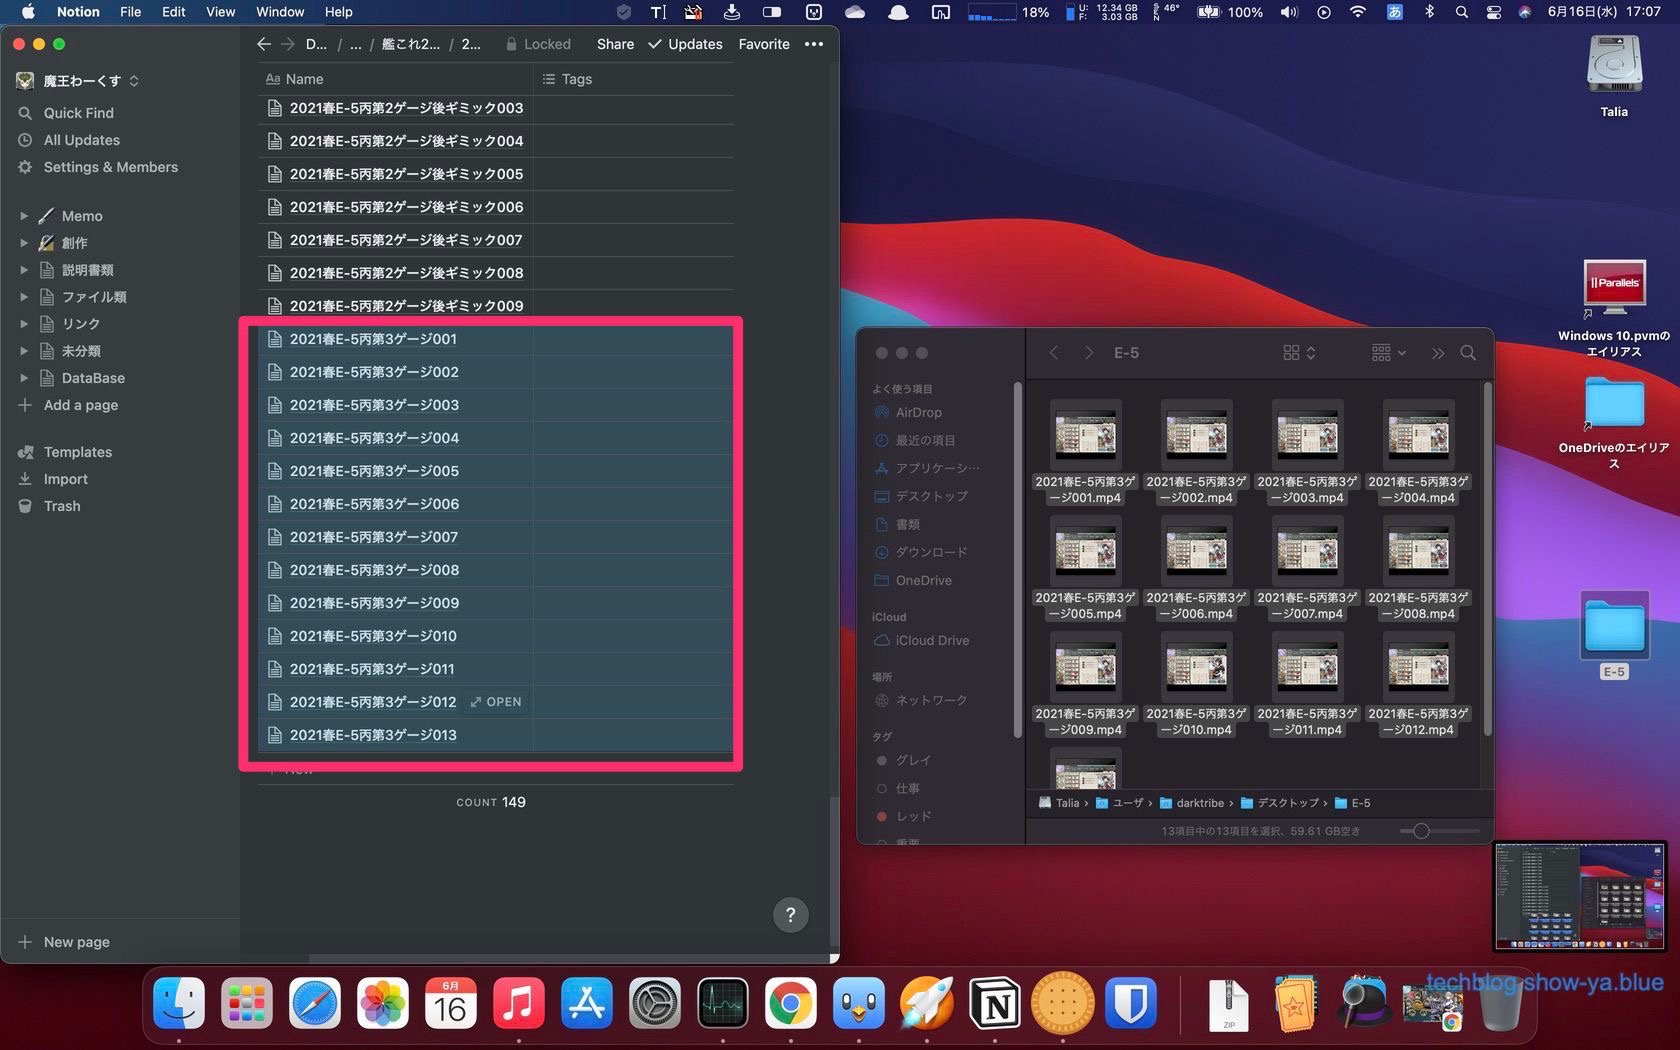 Notion File Edit View Window Help
18%
U: 12.34 GB
F: 3.03 GB
46°
100%
あ
6月16日(水) 17:07
D... / ... / 艦これ2... / 2... Locked Share Updates Favorite •••
魔王わーくす
Quick Find
All Updates
Settings & Members
Memo
創作
説明書類
ファイル類
リンク
未分類
DataBase
Add a page
Templates
Import
Trash
New page
Aa Name Tags
2021春E-5丙第2ゲージ後ギミック003
2021春E-5丙第2ゲージ後ギミック004
2021春E-5丙第2ゲージ後ギミック005
2021春E-5丙第2ゲージ後ギミック006
2021春E-5丙第2ゲージ後ギミック007
2021春E-5丙第2ゲージ後ギミック008
2021春E-5丙第2ゲージ後ギミック009
2021春E-5丙第3ゲージ001
2021春E-5丙第3ゲージ002
2021春E-5丙第3ゲージ003
2021春E-5丙第3ゲージ004
2021春E-5丙第3ゲージ005
2021春E-5丙第3ゲージ006
2021春E-5丙第3ゲージ007
2021春E-5丙第3ゲージ008
2021春E-5丙第3ゲージ009
2021春E-5丙第3ゲージ010
2021春E-5丙第3ゲージ011
2021春E-5丙第3ゲージ012 OPEN
2021春E-5丙第3ゲージ013
COUNT 149
?
E-5
よく使う項目
AirDrop
最近の項目
アプリケーシ…
デスクトップ
書類
ダウンロード
OneDrive
iCloud
iCloud Drive
場所
ネットワーク
タグ
グレイ
仕事
レッド
重要
2021春E-5丙第3ゲ 2021春E-5丙第3ゲ 2021春E-5丙第3ゲ 2021春E-5丙第3ゲ
ージ001.mp4 ージ002.mp4 ージ003.mp4 ージ004.mp4
2021春E-5丙第3ゲ 2021春E-5丙第3ゲ 2021春E-5丙第3ゲ 2021春E-5丙第3ゲ
ージ005.mp4 ージ006.mp4 ージ007.mp4 ージ008.mp4
2021春E-5丙第3ゲ 2021春E-5丙第3ゲ 2021春E-5丙第3ゲ 2021春E-5丙第3ゲ
ージ009.mp4 ージ010.mp4 ージ011.mp4 ージ012.mp4
Talia › ユーザ › darktribe › デスクトップ › E-5
13項目中の13項目を選択、59.61 GB空き
Talia
Parallels
Windows 10.pvmの
エイリアス
OneDriveのエイリア
ス
E-5
6月
16
ZIP
techblog-show-ya.blue